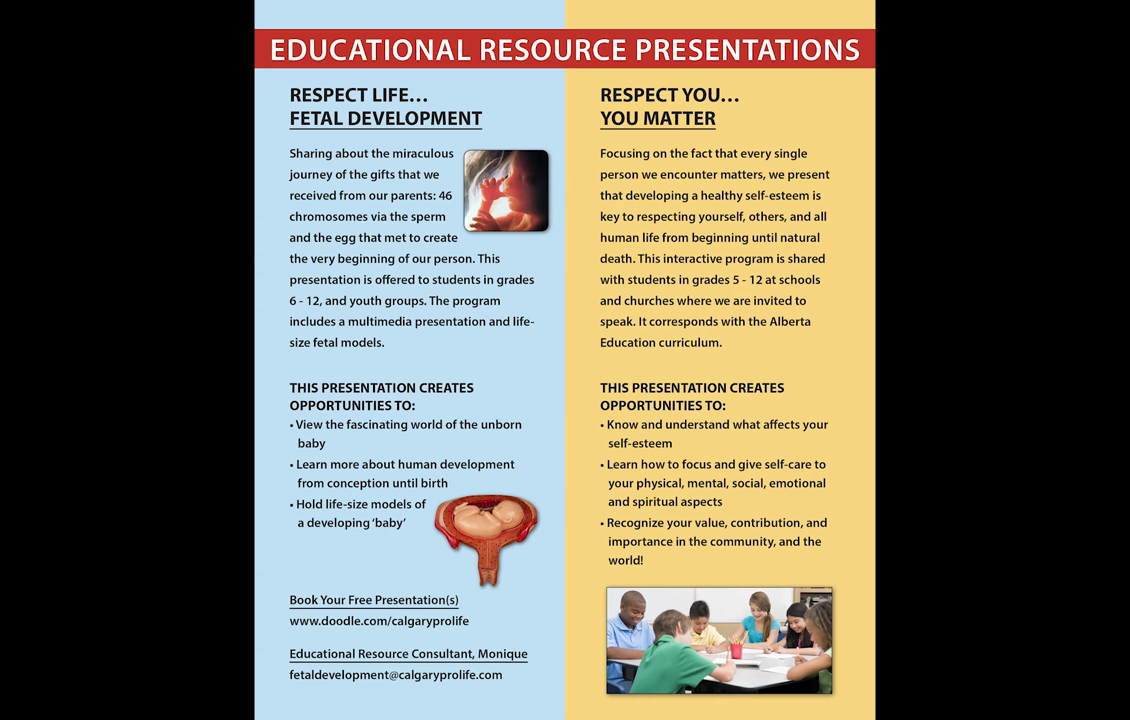 EDUCATIONAL RESOURCE PRESENTATIONS
RESPECT LIFE…
FETAL DEVELOPMENT
Sharing about the miraculous
journey of the gifts that we
received from our parents: 46
chromosomes via the sperm
and the egg that met to create
the very beginning of our person. This
presentation is offered to students in grades
6 - 12, and youth groups. The program
includes a multimedia presentation and life-
size fetal models.
THIS PRESENTATION CREATES
OPPORTUNITIES TO:
• View the fascinating world of the unborn
baby
• Learn more about human development
from conception until birth
• Hold life-size models of
a developing ‘baby’
Book Your Free Presentation(s)
www.doodle.com/calgaryprolife
Educational Resource Consultant, Monique
fetaldevelopment@calgaryprolife.com
RESPECT YOU…
YOU MATTER
Focusing on the fact that every single
person we encounter matters, we present
that developing a healthy self-esteem is
key to respecting yourself, others, and all
human life from beginning until natural
death. This interactive program is shared
with students in grades 5 - 12 at schools
and churches where we are invited to
speak. It corresponds with the Alberta
Education curriculum.
THIS PRESENTATION CREATES
OPPORTUNITIES TO:
• Know and understand what affects your
self-esteem
• Learn how to focus and give self-care to
your physical, mental, social, emotional
and spiritual aspects
• Recognize your value, contribution, and
importance in the community, and the
world!